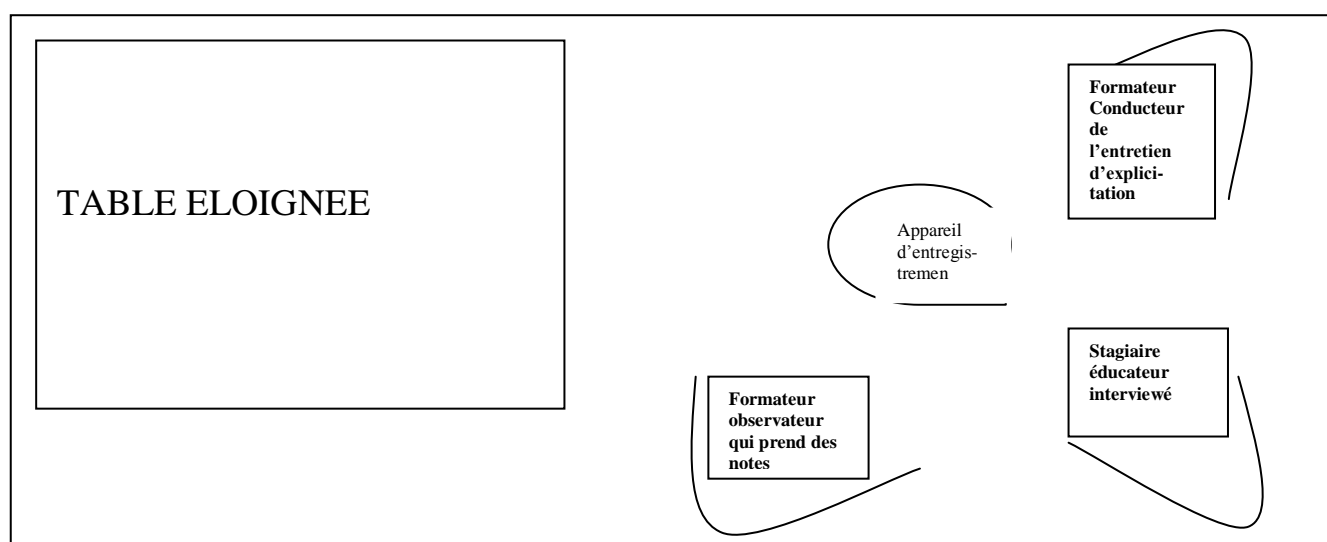 TABLE ELOIGNEE
Formateur
Conducteur
de
l’entretien
d’explici-
tation
Appareil
d’entregis-
tremen
Stagiaire
éducateur
interviewé
Formateur
observateur
qui prend des
notes